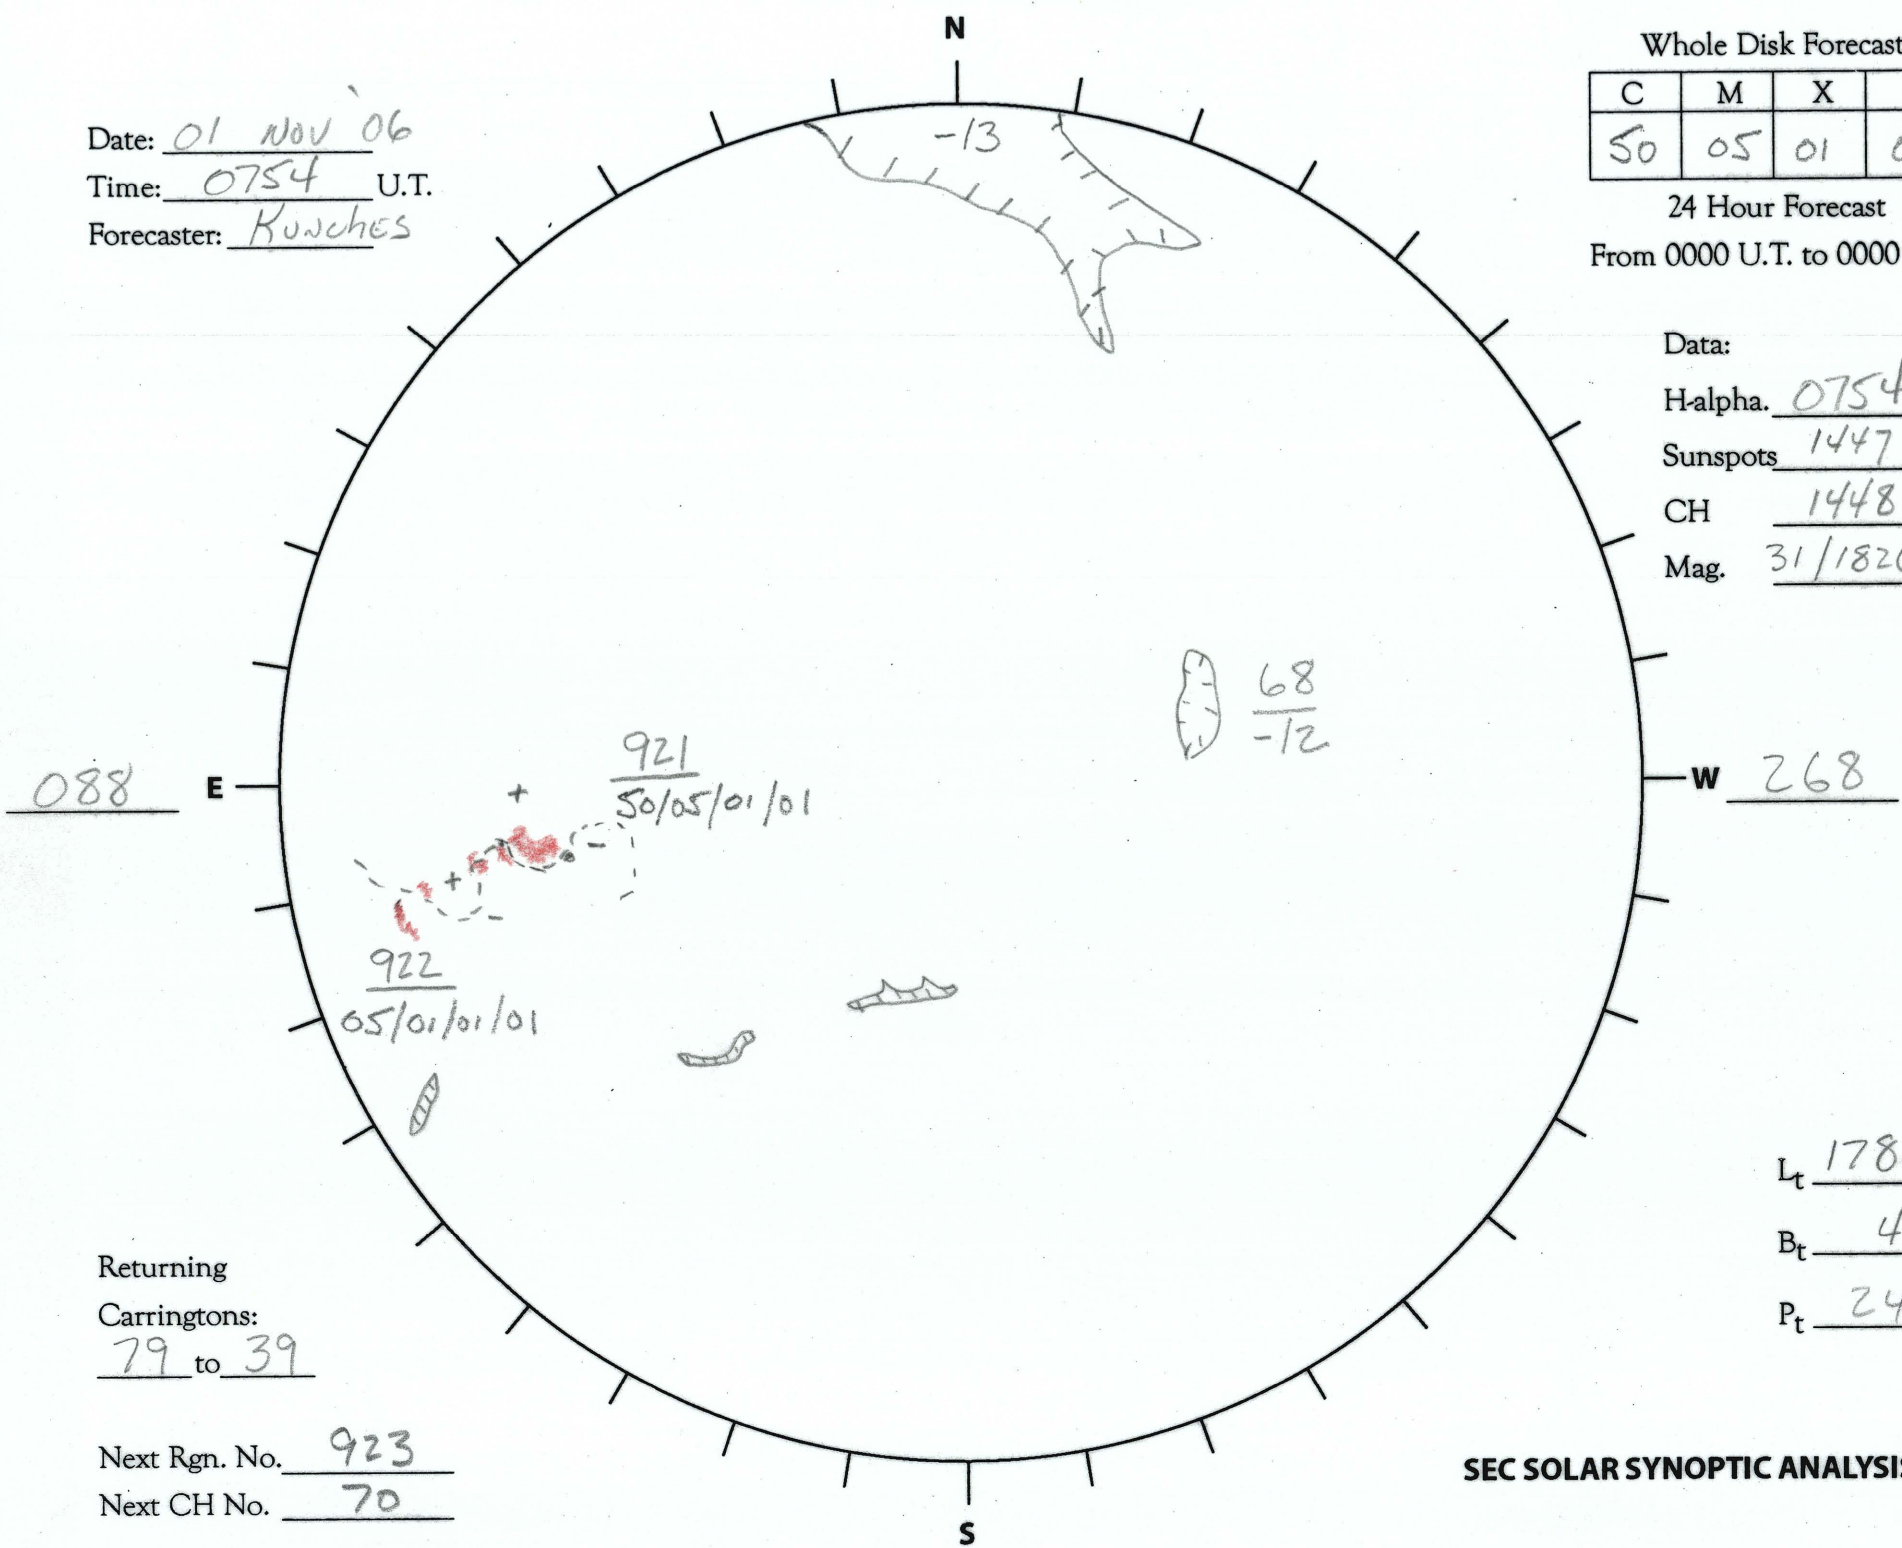 N
Whole Disk Forecast
Date: 01 Nov '06
C M X
Time: 0754 U.T.
50 05 01
Forecaster: Kunches
-13
24 Hour Forecast
From 0000 U.T. to 0000
Data:
H-alpha. 0754
Sunspots 1447
CH 1448
Mag. 31/182
68
-12
921
50/05/01/01
088 E + -
W 268
+ -
922
05/01/01/01
Lt 178
Bt 4
Pt 24
Returning
Carringtons:
79 to 39
Next Rgn. No. 923
Next CH No. 70
SEC SOLAR SYNOPTIC ANALYSIS
S